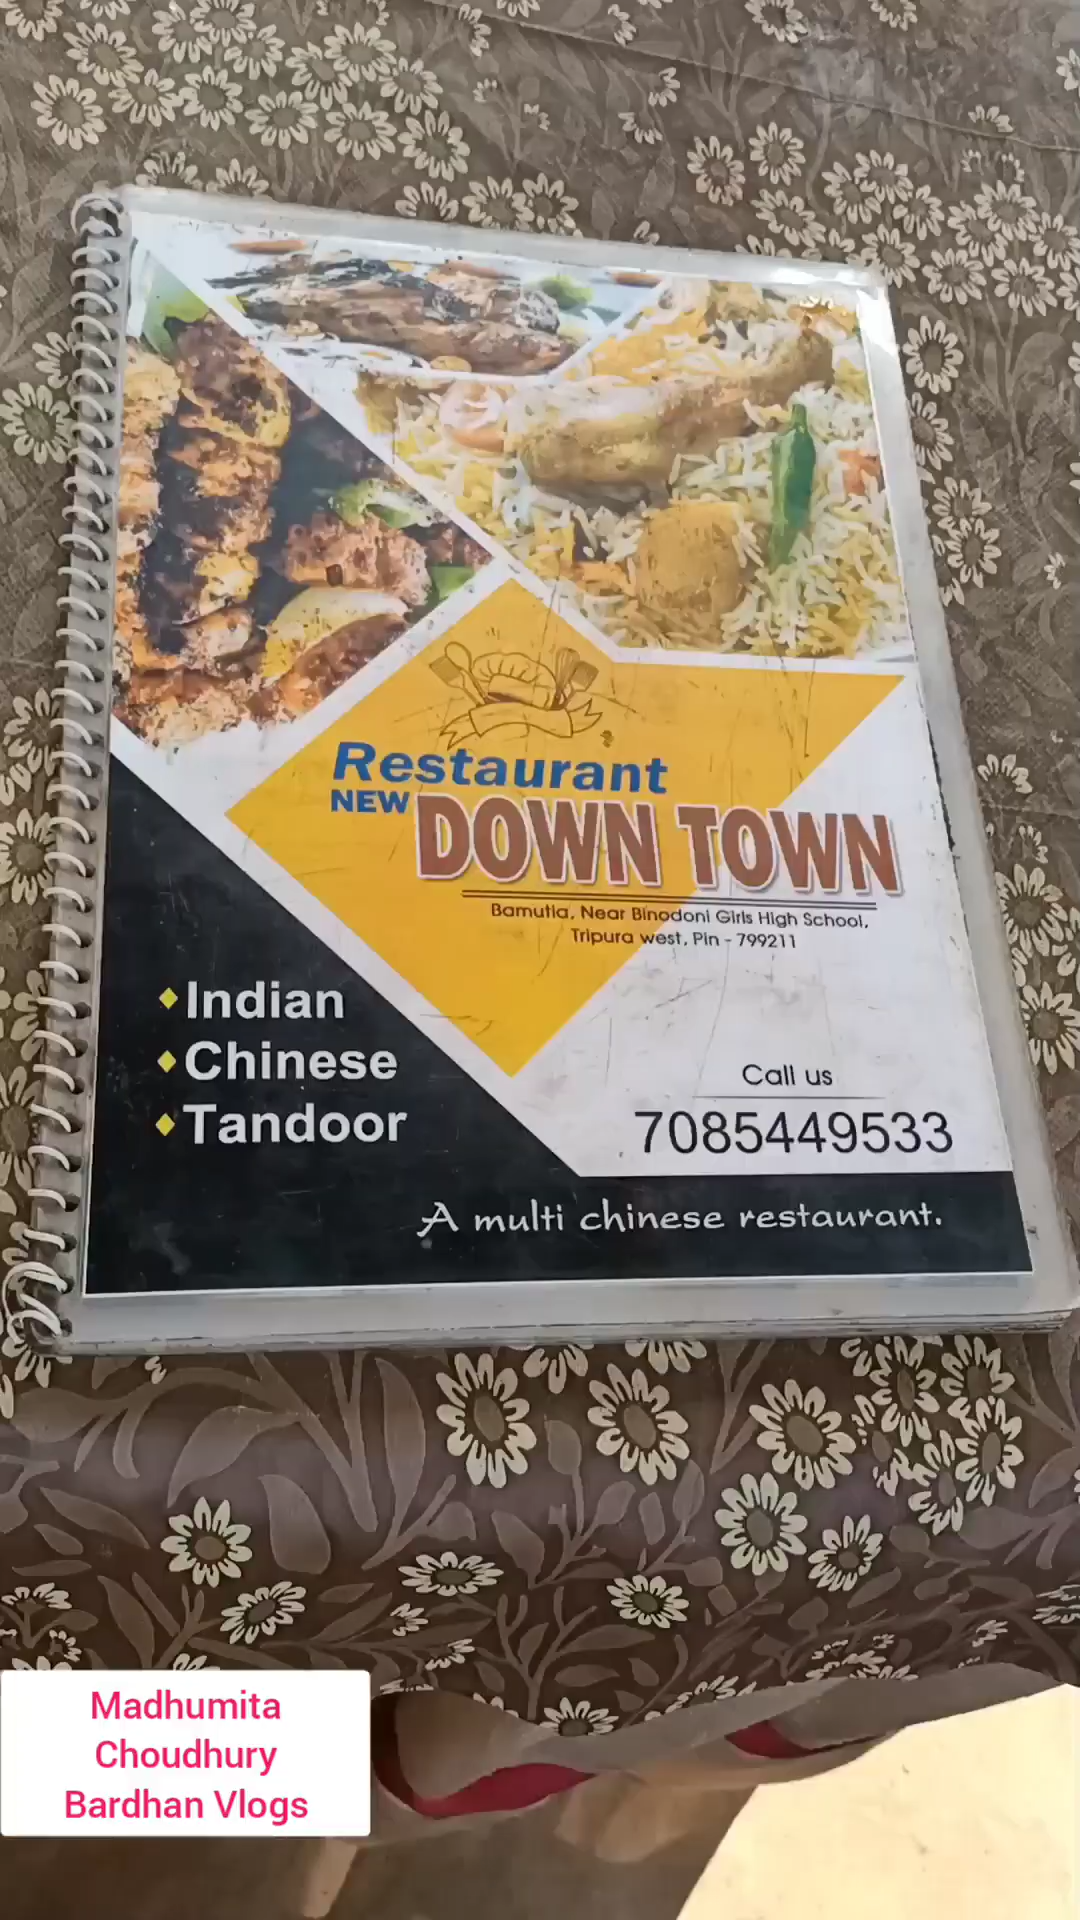 Restaurant
NEW DOWN TOWN
Bamutia, Near Binodoni Girls High School,
Tripura west, Pin - 799211
Indian
Chinese
Tandoor
Call us
7085449533
A multi chinese restaurant.
Madhumita
Choudhury
Bardhan Vlogs